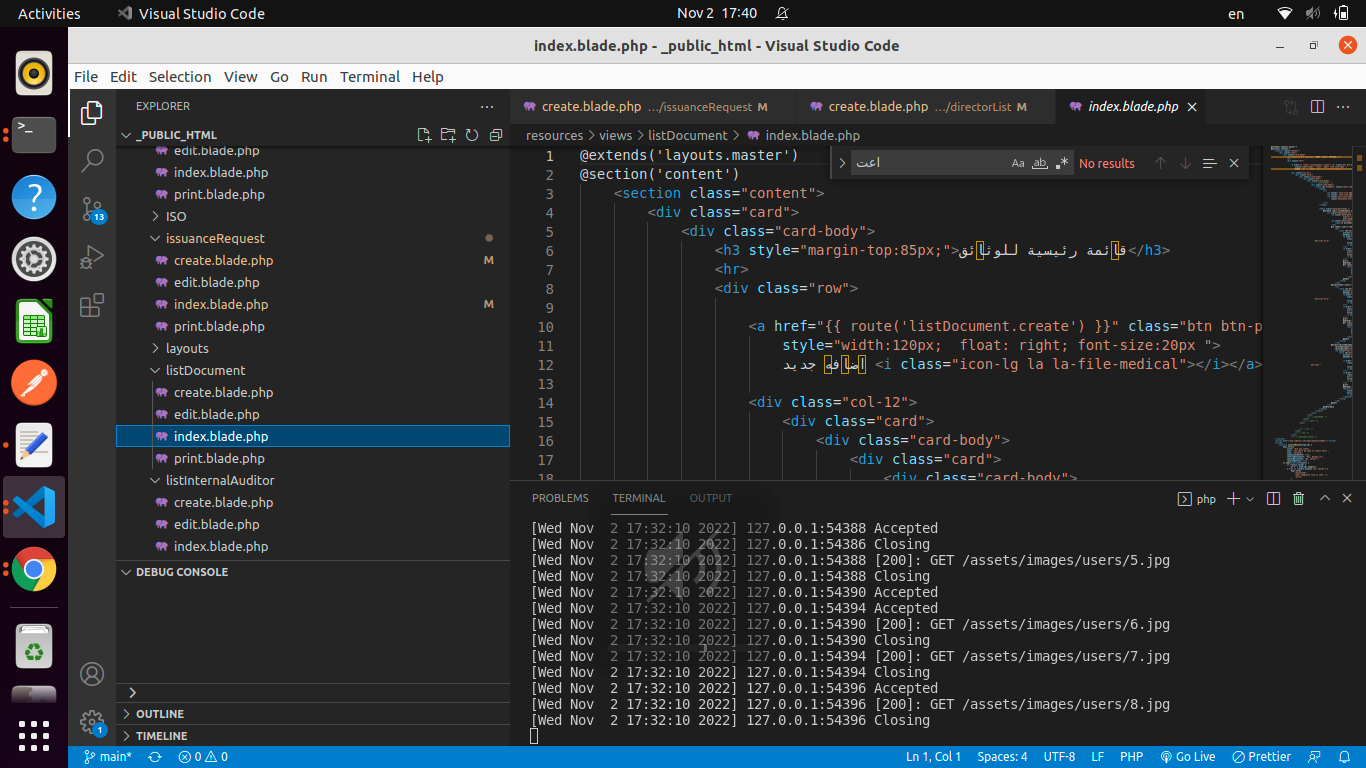 Activities
Visual Studio Code
Nov 2 17:40
en
index.blade.php - _public_html - Visual Studio Code
File Edit Selection View Go Run Terminal Help
EXPLORER
_PUBLIC_HTML
edit.blade.php
index.blade.php
print.blade.php
ISO
issuanceRequest
create.blade.php M
edit.blade.php
index.blade.php M
print.blade.php
layouts
listDocument
create.blade.php
edit.blade.php
index.blade.php
print.blade.php
listInternalAuditor
create.blade.php
edit.blade.php
index.blade.php
DEBUG CONSOLE
OUTLINE
TIMELINE
13
1
create.blade.php .../issuanceRequest M
create.blade.php .../directorList M
index.blade.php
resources > views > listDocument > index.blade.php
اعت
Aa ab .* No results
1 @extends('layouts.master')
2 @section('content')
3 <section class="content">
4 <div class="card">
5 <div class="card-body">
6 <h3 style="margin-top:85px;">قائمة رئيسية للوثائق</h3>
7 <hr>
8 <div class="row">
9
10 <a href="{{ route('listDocument.create') }}" class="btn btn-p
11 style="width:120px;  float: right; font-size:20px ">
12 اضافه جديد <i class="icon-lg la la-file-medical"></i></a>
13
14 <div class="col-12">
15 <div class="card">
16 <div class="card-body">
17 <div class="card">
18 <div class="card-body">
PROBLEMS TERMINAL OUTPUT
php
[Wed Nov  2 17:32:10 2022] 127.0.0.1:54388 Accepted
[Wed Nov  2 17:32:10 2022] 127.0.0.1:54386 Closing
[Wed Nov  2 17:32:10 2022] 127.0.0.1:54388 [200]: GET /assets/images/users/5.jpg
[Wed Nov  2 17:32:10 2022] 127.0.0.1:54388 Closing
[Wed Nov  2 17:32:10 2022] 127.0.0.1:54390 Accepted
[Wed Nov  2 17:32:10 2022] 127.0.0.1:54394 Accepted
[Wed Nov  2 17:32:10 2022] 127.0.0.1:54390 [200]: GET /assets/images/users/6.jpg
[Wed Nov  2 17:32:10 2022] 127.0.0.1:54390 Closing
[Wed Nov  2 17:32:10 2022] 127.0.0.1:54394 [200]: GET /assets/images/users/7.jpg
[Wed Nov  2 17:32:10 2022] 127.0.0.1:54394 Closing
[Wed Nov  2 17:32:10 2022] 127.0.0.1:54396 Accepted
[Wed Nov  2 17:32:10 2022] 127.0.0.1:54396 [200]: GET /assets/images/users/8.jpg
[Wed Nov  2 17:32:10 2022] 127.0.0.1:54396 Closing
main* 0 0
Ln 1, Col 1 Spaces: 4 UTF-8 LF PHP Go Live Prettier